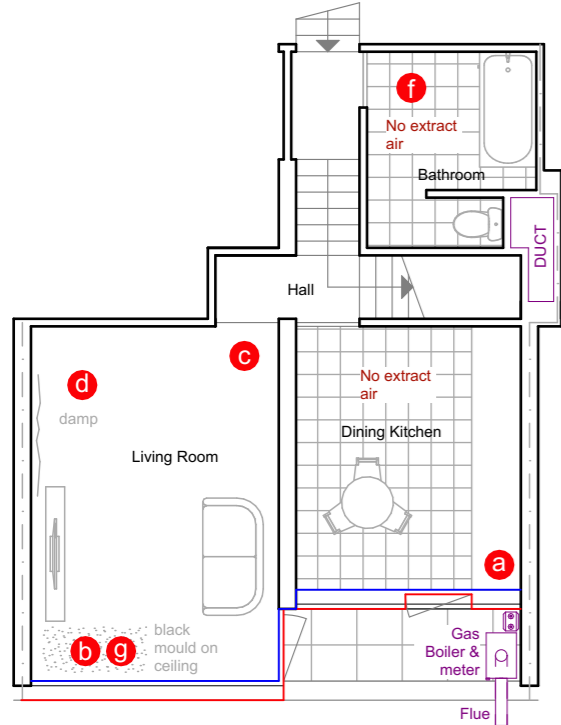 f
No extract
air
Bathroom
DUCT
Hall
c
d
No extract
air
damp
Dining Kitchen
Living Room
a
b
g
black
mould on
ceiling
Gas
Boiler &
meter
Flue